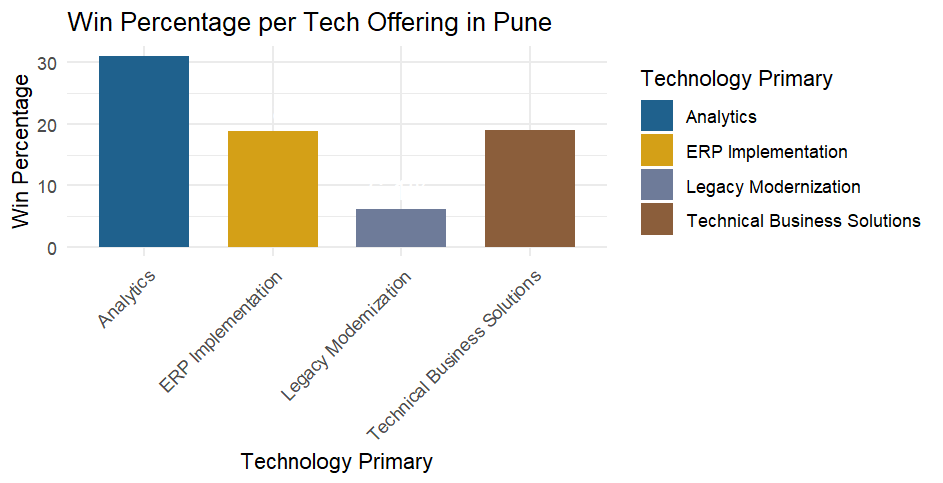 Win Percentage per Tech Offering in Pune
Win Percentage
30
20
10
0
Analytics
ERP Implementation
Legacy Modernization
Technical Business Solutions
Technology Primary
Technology Primary
Analytics
ERP Implementation
Legacy Modernization
Technical Business Solutions